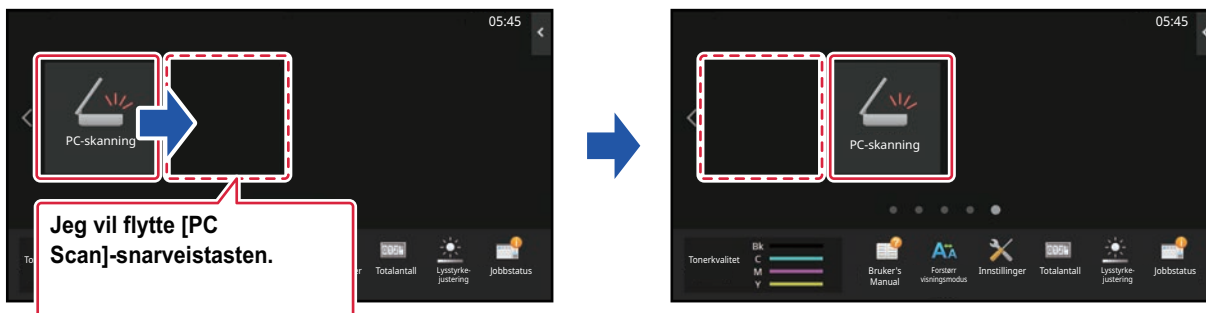 05:45
PC-skanning
Jeg vil flytte [PC
Scan]-snarveistasten.
Totalantall
Lysstyrke-
justering
Jobbstatus
05:45
PC-skanning
Tonerkvalitet
Bk
C
M
Y
Bruker's
Manual
Forstørr
visningsmodus
Innstillinger
Totalantall
Lysstyrke-
justering
Jobbstatus